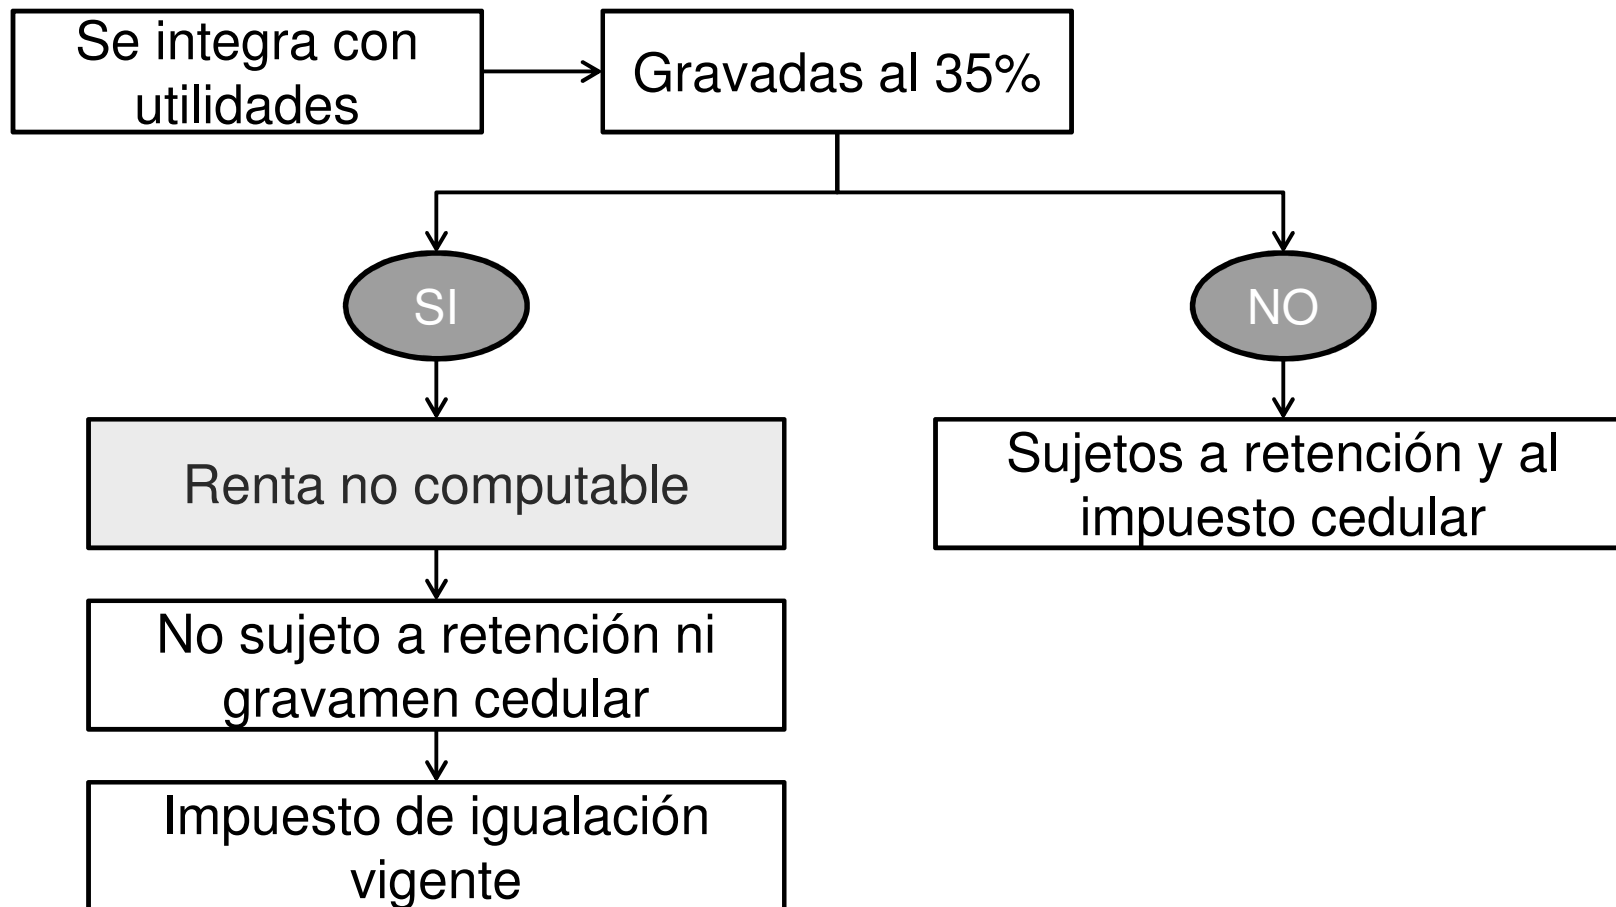 Se integra con
utilidades
Gravadas al 35%
SI
NO
Renta no computable
Sujetos a retención y al
impuesto cedular
No sujeto a retención ni
gravamen cedular
Impuesto de igualación
vigente